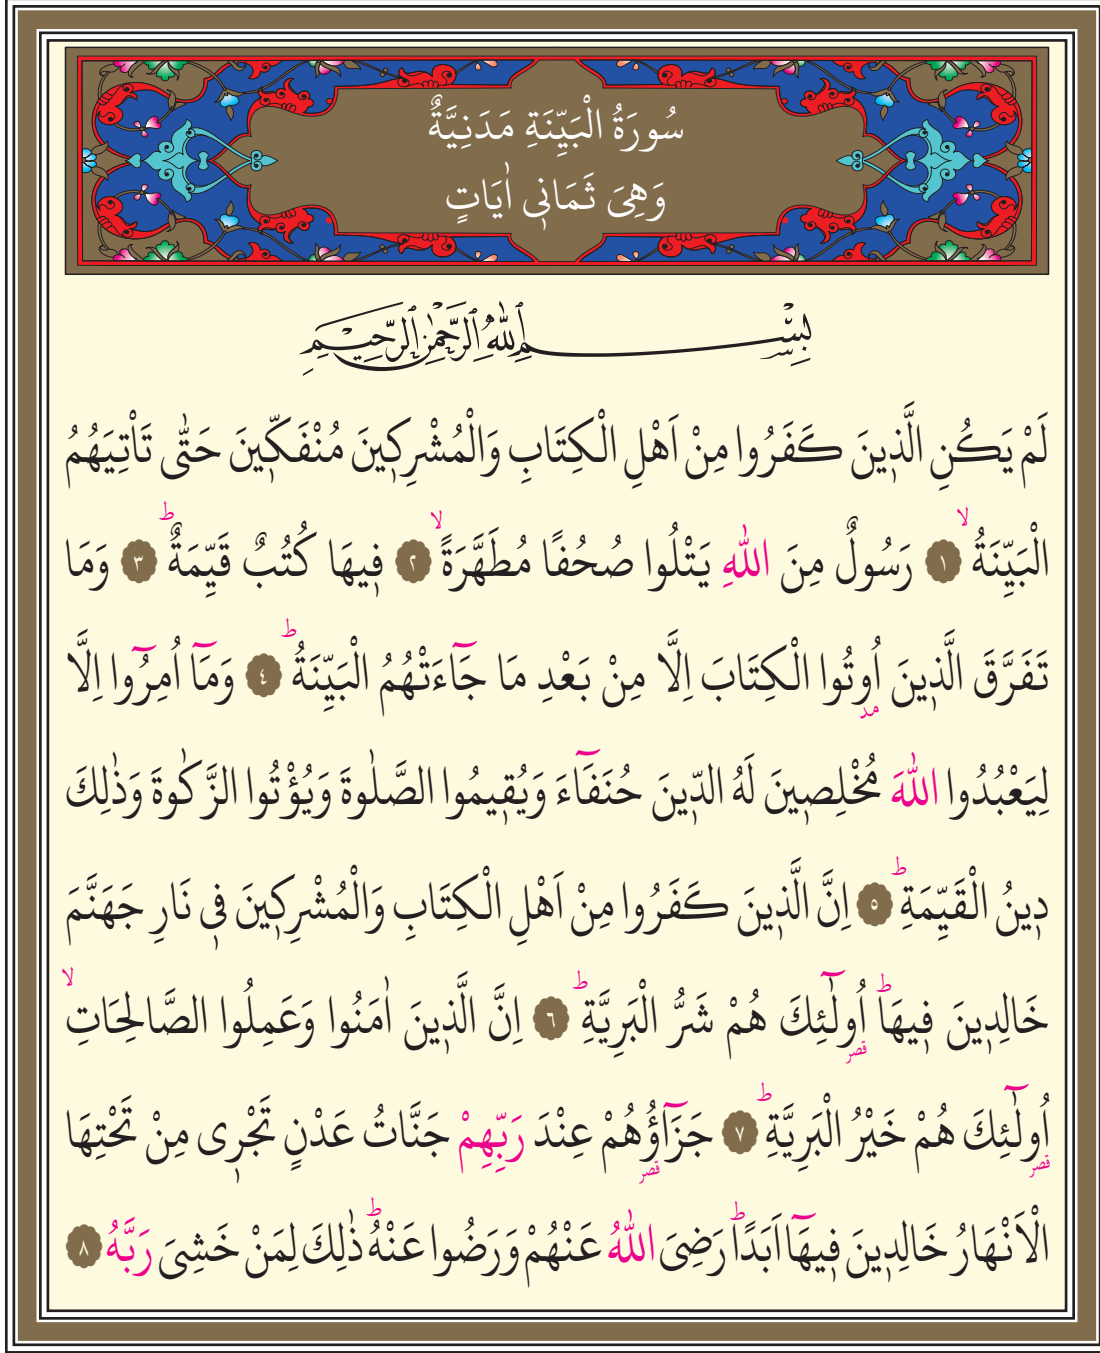 سُورَةُ الْبَيِّنَةِ مَدَنِيَّةٌ
وَهِيَ ثَمَانٖي اٰيَاتٍ
بِسْمِ اللّٰهِ الرَّحْمٰنِ الرَّحِيمِ
لَمْ يَكُنِ الَّذٖينَ كَفَرُوا مِنْ اَهْلِ الْكِتَابِ وَالْمُشْرِكٖينَ مُنْفَكّٖينَ حَتّٰى تَأْتِيَهُمُ
الْبَيِّنَةُۙ ١ رَسُولٌ مِنَ اللّٰهِ يَتْلُوا صُحُفًا مُطَهَّرَةًۙ ٢ فٖيهَا كُتُبٌ قَيِّمَةٌؕ ٣ وَمَا
تَفَرَّقَ الَّذٖينَ اُو۫تُوا الْكِتَابَ اِلَّا مِنْ بَعْدِ مَا جَٓاءَتْهُمُ الْبَيِّنَةُؕ ٤ وَمَٓا اُمِرُٓوا اِلَّا
لِيَعْبُدُوا اللّٰهَ مُخْلِصٖينَ لَهُ الدّٖينَ حُنَفَٓاءَ وَيُقٖيمُوا الصَّلٰوةَ وَيُؤْتُوا الزَّكٰوةَ وَذٰلِكَ
دٖينُ الْقَيِّمَةِؕ ٥ اِنَّ الَّذٖينَ كَفَرُوا مِنْ اَهْلِ الْكِتَابِ وَالْمُشْرِكٖينَ فٖي نَارِ جَهَنَّمَ
خَالِدٖينَ فٖيهَاؕ اُولٰٓئِكَ هُمْ شَرُّ الْبَرِيَّةِؕ ٦ اِنَّ الَّذٖينَ اٰمَنُوا وَعَمِلُوا الصَّالِحَاتِۙ
اُولٰٓئِكَ هُمْ خَيْرُ الْبَرِيَّةِؕ ٧ جَزَٓاؤُهُمْ عِنْدَ رَبِّهِمْ جَنَّاتُ عَدْنٍ تَجْرٖي مِنْ تَحْتِهَا
الْاَنْهَارُ خَالِدٖينَ فٖيهَٓا اَبَدًاؕ رَضِيَ اللّٰهُ عَنْهُمْ وَرَضُوا عَنْهُؕ ذٰلِكَ لِمَنْ خَشِيَ رَبَّهُ ٨